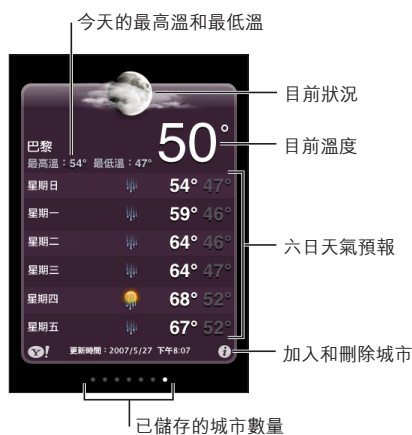 今天的最高溫和最低溫
目前狀況
巴黎
50°
目前溫度
最高溫：54° 最低溫：47°
星期日 54° 47°
星期一 59° 46°
星期二 64° 46°
六日天氣預報
星期三 64° 47°
星期四 68° 52°
星期五 67° 52°
Y! 更新時間：2007/5/27 下午8:07 i
加入和刪除城市
已儲存的城市數量